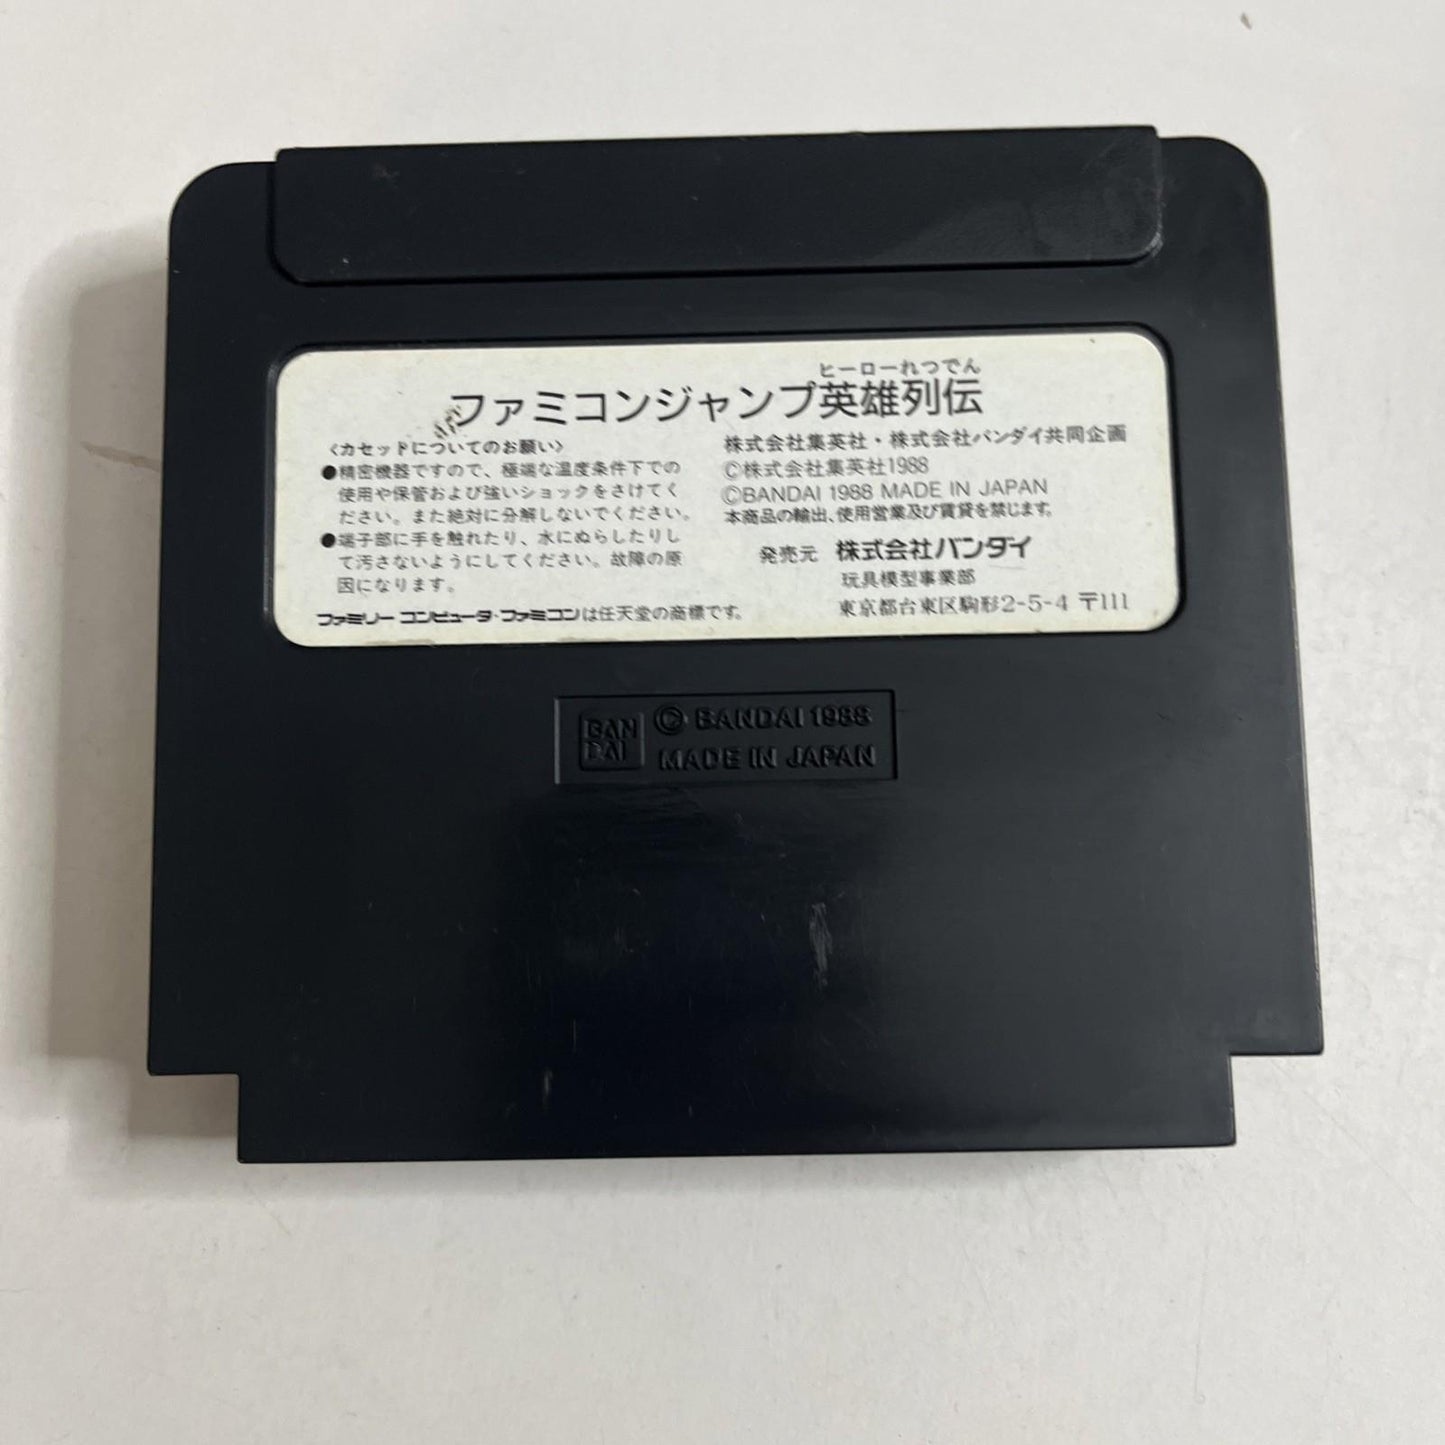 ヒーローれつでん
ファミコンジャンプ英雄列伝
〈カセットについてのお願い〉
●精密機器ですので、極端な温度条件下での
使用や保管および強いショックをさけてく
ださい。また絶対に分解しないでください。
●端子部に手を触れたり、水にぬらしたりし
て汚さないようにしてください。故障の原
因になります。
ファミリーコンピュータ・ファミコンは任天堂の商標です。
株式会社集英社・株式会社バンダイ共同企画
©株式会社集英社1988
©BANDAI 1988 MADE IN JAPAN
本商品の輸出、使用営業及び賃貸を禁じます。
発売元 株式会社バンダイ
玩具模型事業部
東京都台東区駒形2-5-4 〒111
BAN
DAI
© BANDAI 1988
MADE IN JAPAN